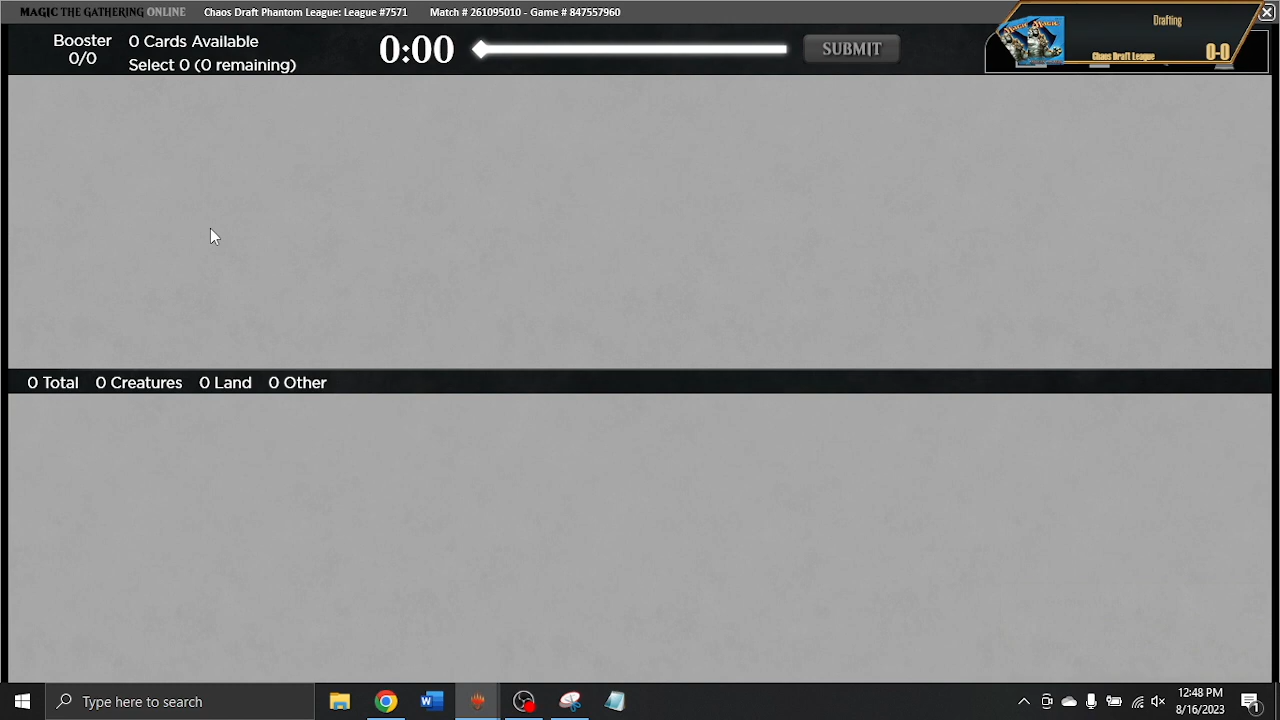 MAGIC THE GATHERING ONLINE Chaos Draft Phantom League: League #7571 Match # 261095010 - Game # 847557960
Drafting
Chaos Draft League 0-0
Booster
0/0
0 Cards Available
Select 0 (0 remaining)
0:00
SUBMIT
0 Total 0 Creatures 0 Land 0 Other
Type here to search
12:48 PM
8/16/2023
1